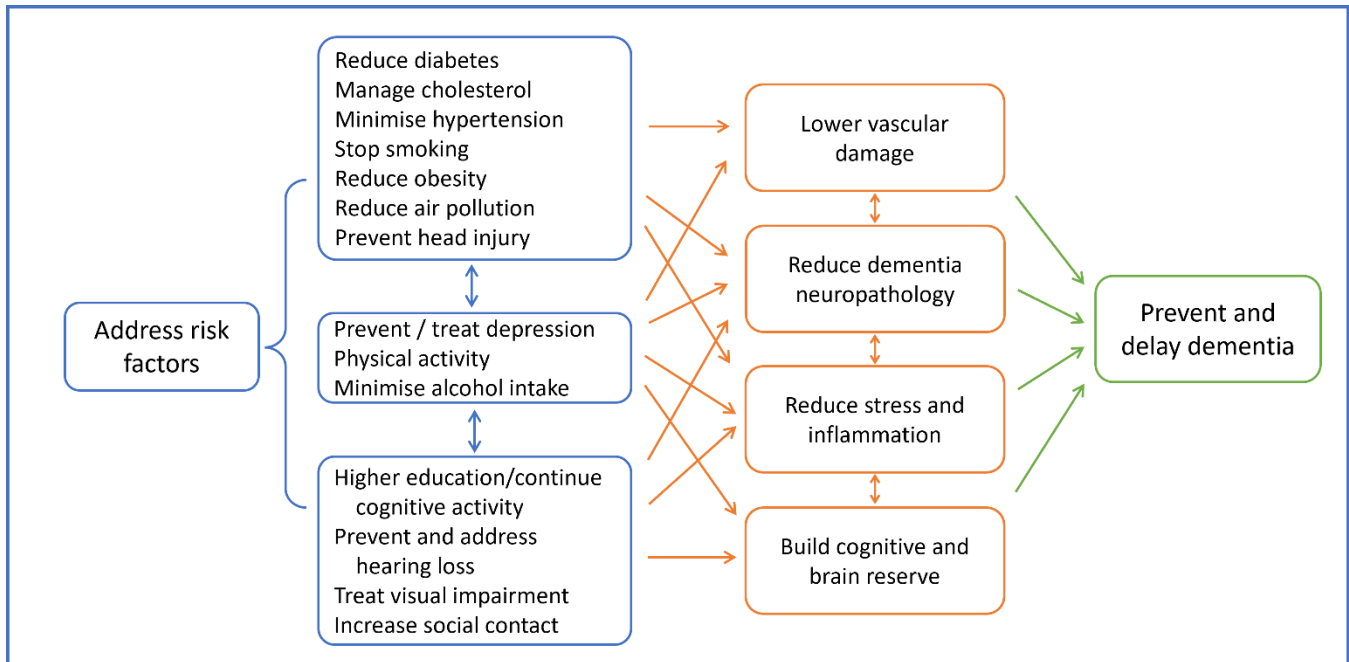 Address risk
factors
Reduce diabetes
Manage cholesterol
Minimise hypertension
Stop smoking
Reduce obesity
Reduce air pollution
Prevent head injury
Prevent / treat depression
Physical activity
Minimise alcohol intake
Higher education/continue
cognitive activity
Prevent and address
hearing loss
Treat visual impairment
Increase social contact
Lower vascular
damage
Reduce dementia
neuropathology
Reduce stress and
inflammation
Build cognitive and
brain reserve
Prevent and
delay dementia